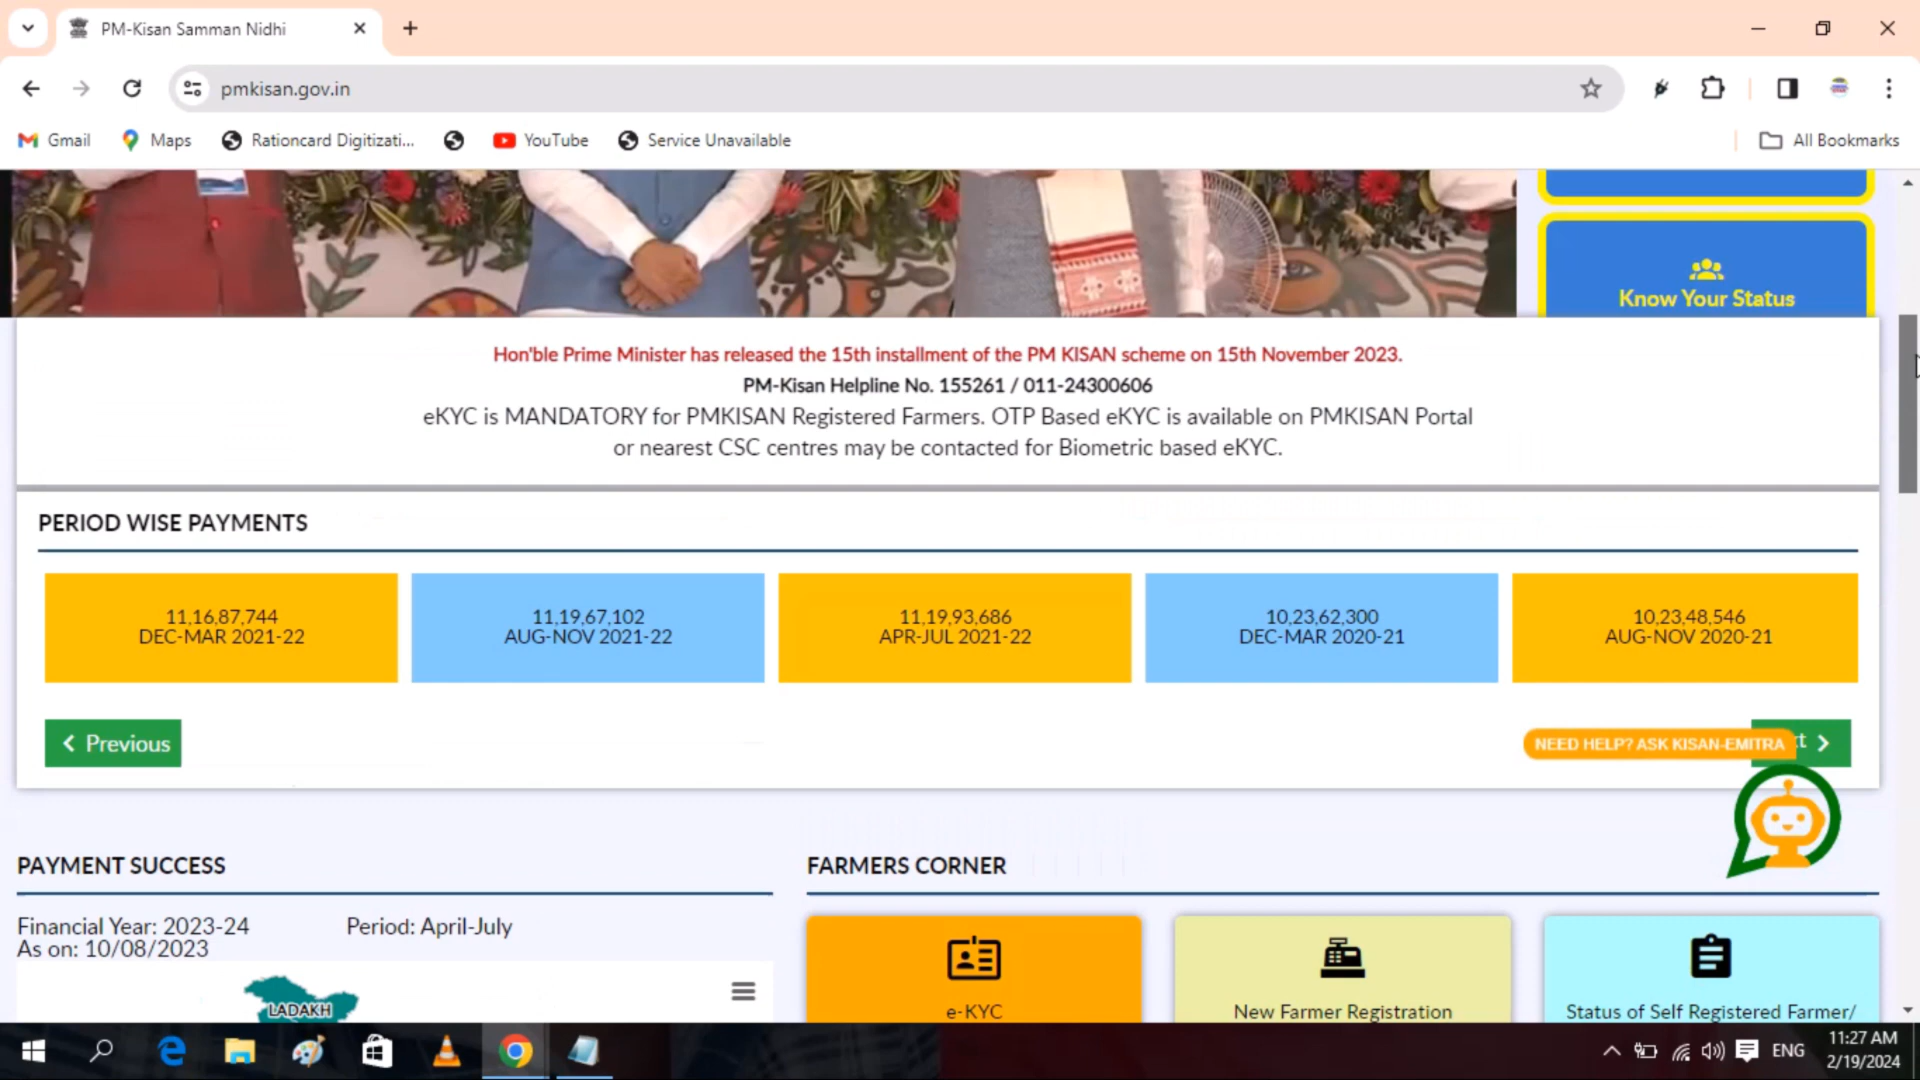 PM-Kisan Samman Nidhi
pmkisan.gov.in
Gmail
Maps
Rationcard Digitizati...
YouTube
Service Unavailable
All Bookmarks
Know Your Status
Hon'ble Prime Minister has released the 15th installment of the PM KISAN scheme on 15th November 2023.
PM-Kisan Helpline No. 155261 / 011-24300606
eKYC is MANDATORY for PMKISAN Registered Farmers. OTP Based eKYC is available on PMKISAN Portal
or nearest CSC centres may be contacted for Biometric based eKYC.
PERIOD WISE PAYMENTS
11,16,87,744
DEC-MAR 2021-22
11,19,67,102
AUG-NOV 2021-22
11,19,93,686
APR-JUL 2021-22
10,23,62,300
DEC-MAR 2020-21
10,23,48,546
AUG-NOV 2020-21
Previous
NEED HELP? ASK KISAN-EMITRA
PAYMENT SUCCESS
Financial Year: 2023-24
Period: April-July
As on: 10/08/2023
LADAKH
FARMERS CORNER
e-KYC
New Farmer Registration
Status of Self Registered Farmer/
ENG
11:27 AM
2/19/2024